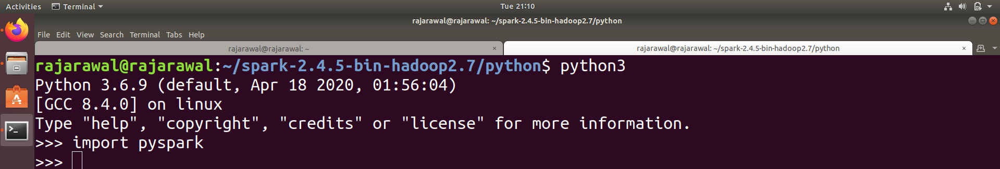 Activities Terminal Tue 21:10
rajarawal@rajarawal: ~/spark-2.4.5-bin-hadoop2.7/python
File Edit View Search Terminal Tabs Help
rajarawal@rajarawal: ~ × rajarawal@rajarawal: ~/spark-2.4.5-bin-hadoop2.7/python ×
rajarawal@rajarawal:~/spark-2.4.5-bin-hadoop2.7/python$ python3
Python 3.6.9 (default, Apr 18 2020, 01:56:04)
[GCC 8.4.0] on linux
Type "help", "copyright", "credits" or "license" for more information.
>>> import pyspark
>>>